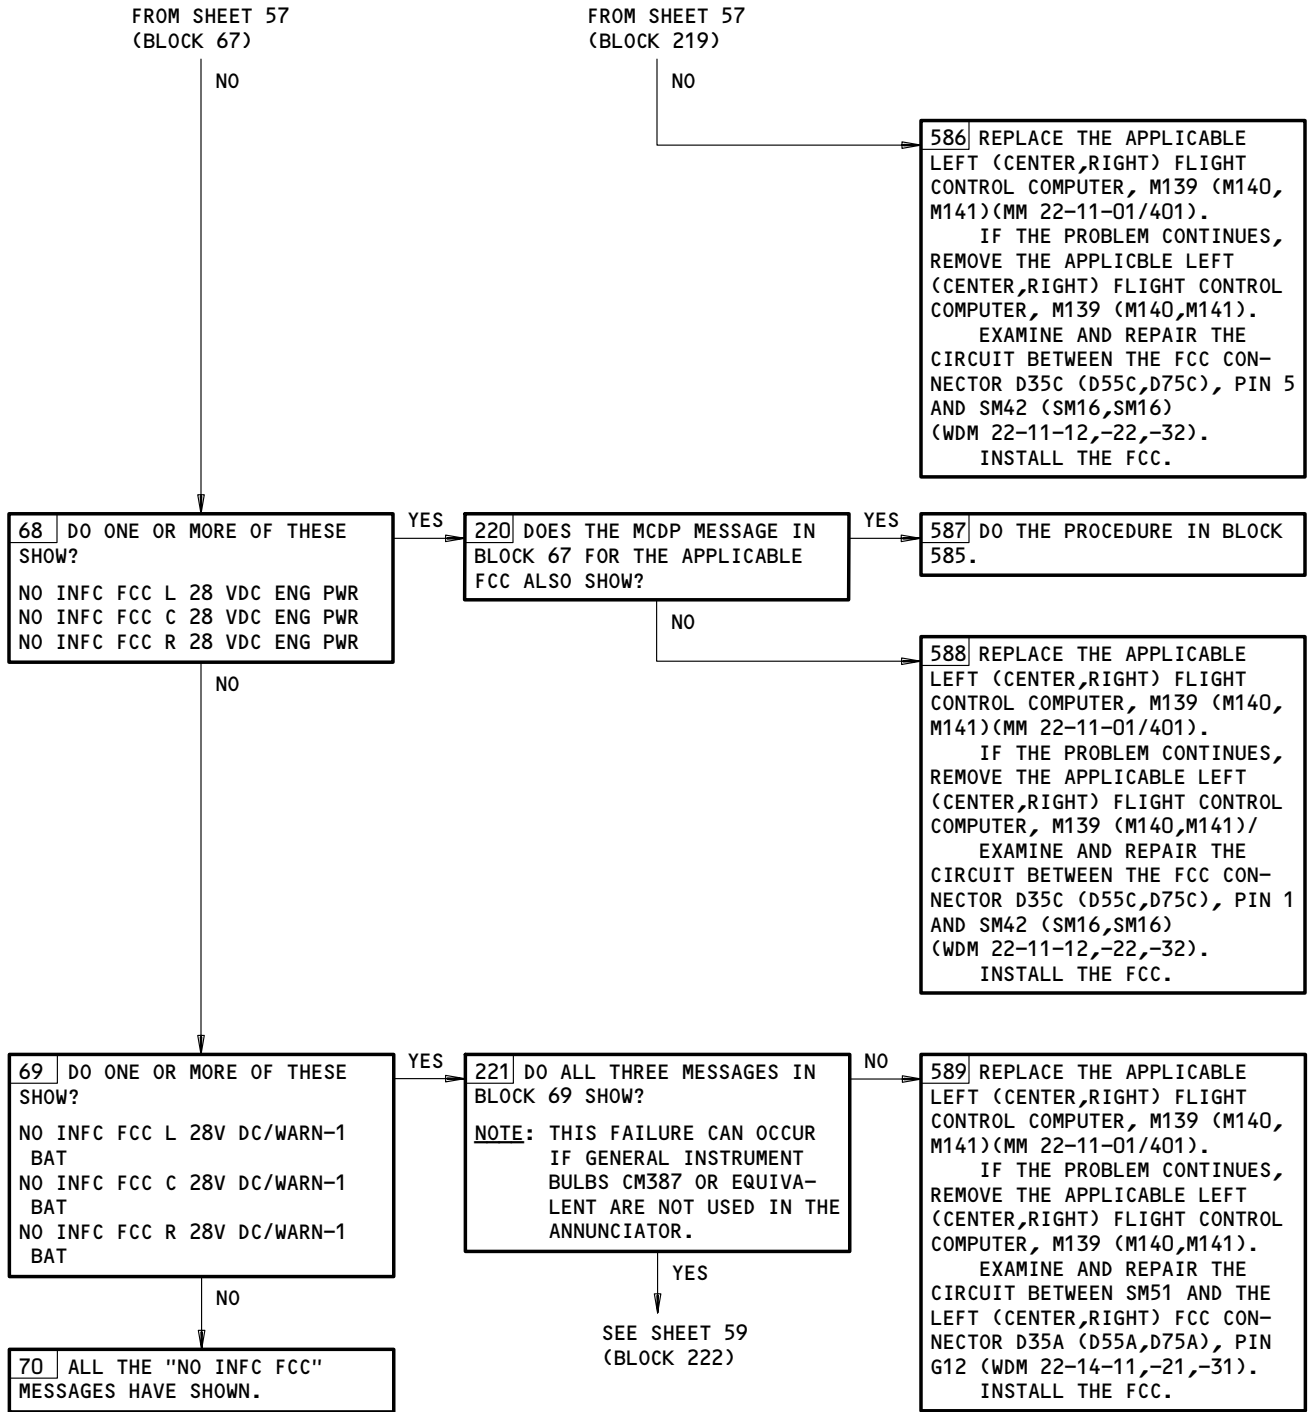 FROM SHEET 57
(BLOCK 67)
NO
FROM SHEET 57
(BLOCK 219)
NO
586 REPLACE THE APPLICABLE
LEFT (CENTER,RIGHT) FLIGHT
CONTROL COMPUTER, M139 (M140,
M141)(MM 22-11-01/401).
IF THE PROBLEM CONTINUES,
REMOVE THE APPLICBLE LEFT
(CENTER,RIGHT) FLIGHT CONTROL
COMPUTER, M139 (M140,M141).
EXAMINE AND REPAIR THE
CIRCUIT BETWEEN THE FCC CON-
NECTOR D35C (D55C,D75C), PIN 5
AND SM42 (SM16,SM16)
(WDM 22-11-12,-22,-32).
INSTALL THE FCC.
68 DO ONE OR MORE OF THESE
SHOW?
NO INFC FCC L 28 VDC ENG PWR
NO INFC FCC C 28 VDC ENG PWR
NO INFC FCC R 28 VDC ENG PWR
YES
220 DOES THE MCDP MESSAGE IN
BLOCK 67 FOR THE APPLICABLE
FCC ALSO SHOW?
YES
587 DO THE PROCEDURE IN BLOCK
585.
NO
588 REPLACE THE APPLICABLE
LEFT (CENTER,RIGHT) FLIGHT
CONTROL COMPUTER, M139 (M140,
M141)(MM 22-11-01/401).
IF THE PROBLEM CONTINUES,
REMOVE THE APPLICABLE LEFT
(CENTER,RIGHT) FLIGHT CONTROL
COMPUTER, M139 (M140,M141)/
EXAMINE AND REPAIR THE
CIRCUIT BETWEEN THE FCC CON-
NECTOR D35C (D55C,D75C), PIN 1
AND SM42 (SM16,SM16)
(WDM 22-11-12,-22,-32).
INSTALL THE FCC.
NO
69 DO ONE OR MORE OF THESE
SHOW?
NO INFC FCC L 28V DC/WARN-1
BAT
NO INFC FCC C 28V DC/WARN-1
BAT
NO INFC FCC R 28V DC/WARN-1
BAT
YES
221 DO ALL THREE MESSAGES IN
BLOCK 69 SHOW?
NOTE: THIS FAILURE CAN OCCUR
IF GENERAL INSTRUMENT
BULBS CM387 OR EQUIVA-
LENT ARE NOT USED IN THE
ANNUNCIATOR.
NO
589 REPLACE THE APPLICABLE
LEFT (CENTER,RIGHT) FLIGHT
CONTROL COMPUTER, M139 (M140,
M141)(MM 22-11-01/401).
IF THE PROBLEM CONTINUES,
REMOVE THE APPLICABLE LEFT
(CENTER,RIGHT) FLIGHT CONTROL
COMPUTER, M139 (M140,M141).
EXAMINE AND REPAIR THE
CIRCUIT BETWEEN SM51 AND THE
LEFT (CENTER,RIGHT) FCC CON-
NECTOR D35A (D55A,D75A), PIN
G12 (WDM 22-14-11,-21,-31).
INSTALL THE FCC.
YES
SEE SHEET 59
(BLOCK 222)
NO
70 ALL THE "NO INFC FCC"
MESSAGES HAVE SHOWN.